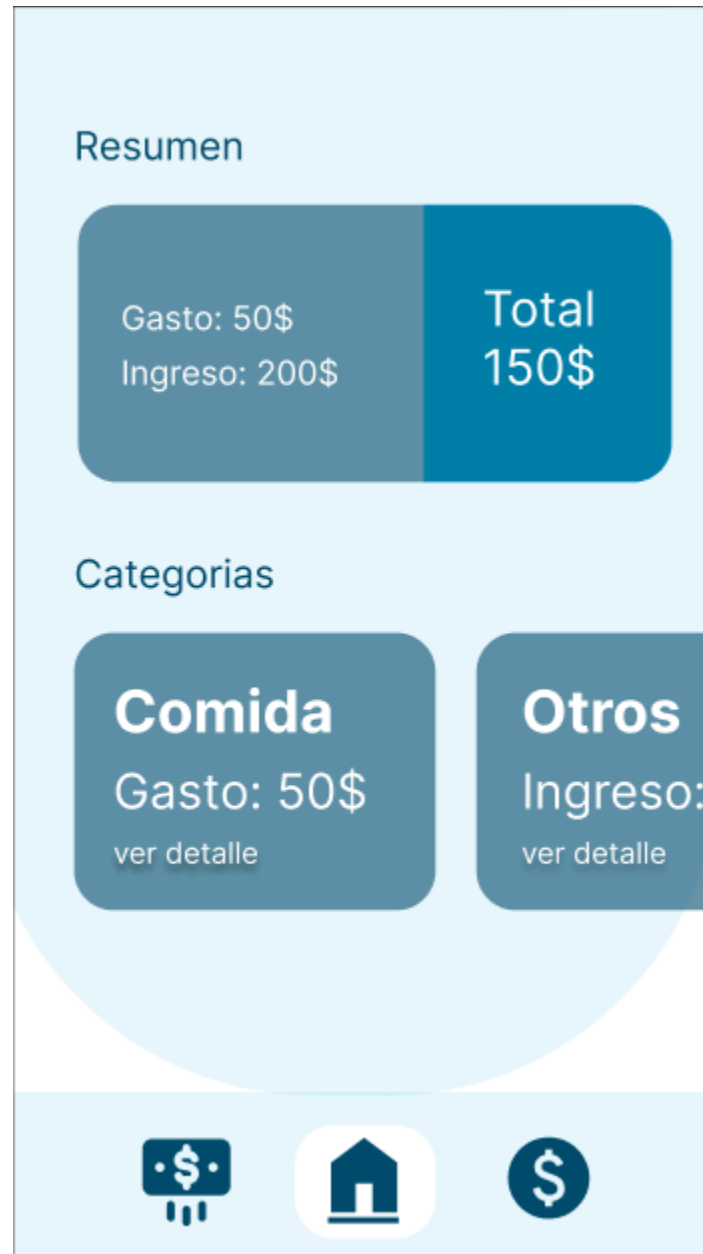 Resumen
Gasto: 50$
Ingreso: 200$
Total
150$
Categorias
Comida
Gasto: 50$
ver detalle
Otros
Ingreso:
ver detalle
$
$